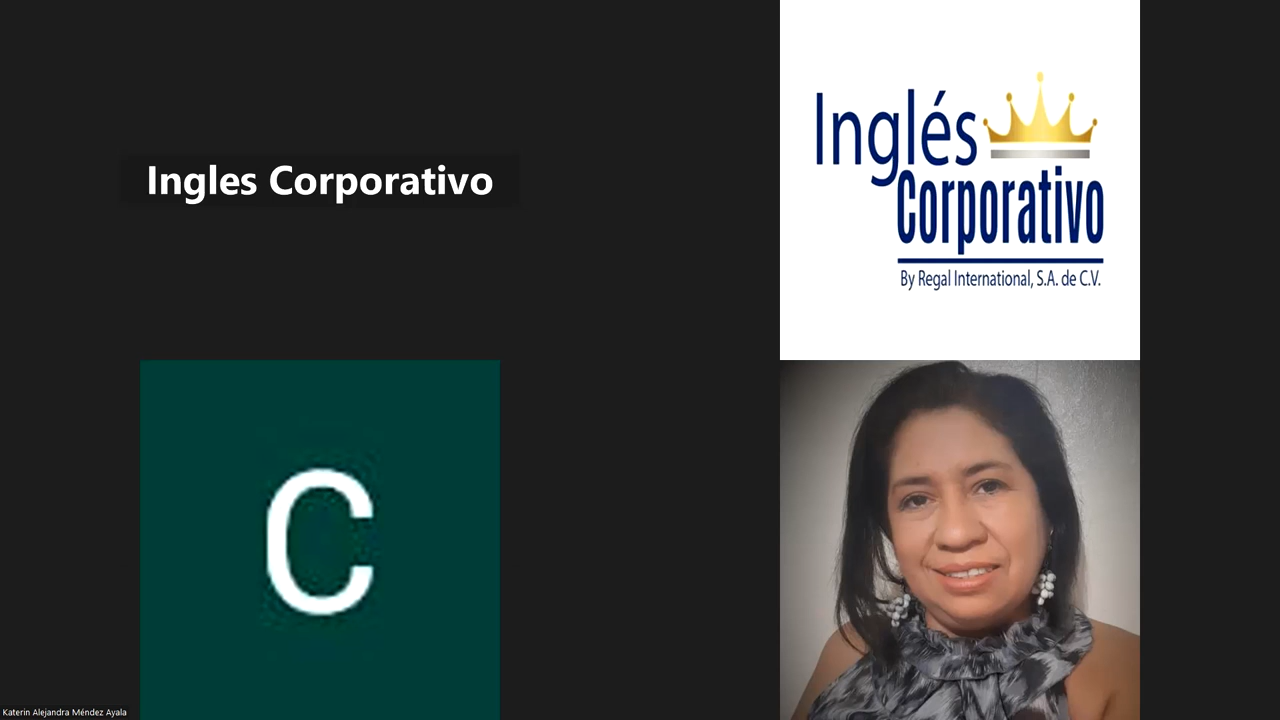 Ingles Corporativo
Inglés
Corporativo
By Regal International, S.A. de C.V.
C
Katerin Alejandra Méndez Ayala